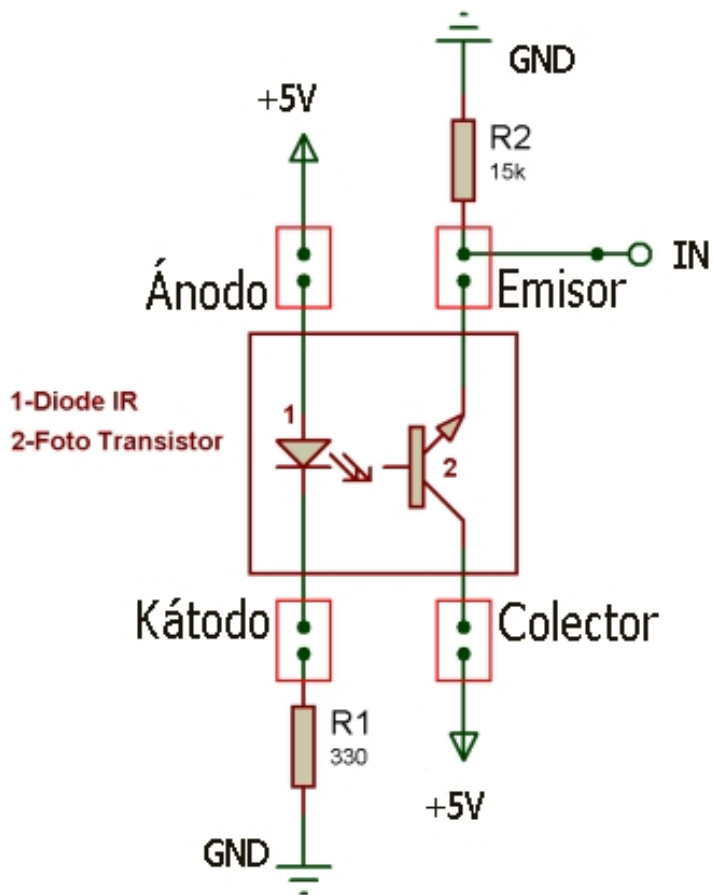 GND
+5V
R2
15k
IN
Ánodo
Emisor
1-Diode IR
2-Foto Transistor
1
2
Kátodo
Colector
R1
330
+5V
GND